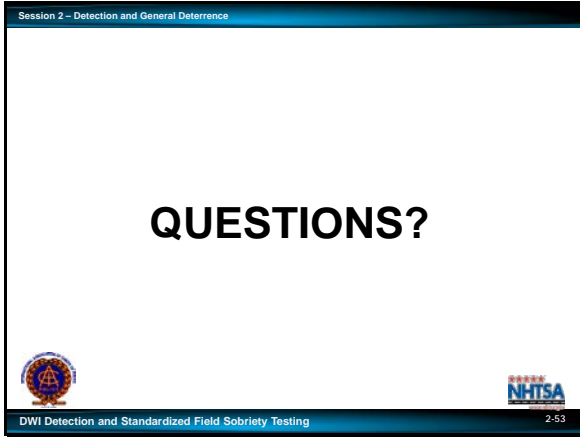 Session 2 – Detection and General Deterrence
QUESTIONS?
NHTSA
DWI Detection and Standardized Field Sobriety Testing
2-53